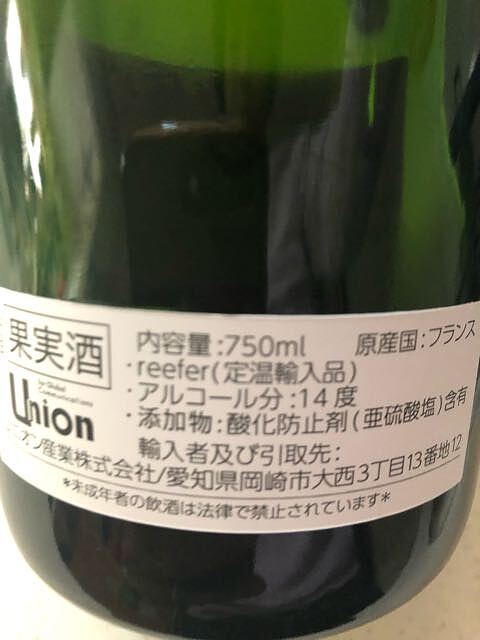 果実酒
内容量:750ml 原産国:フランス
・reefer(定温輸入品)
・アルコール分:14度
・添加物:酸化防止剤(亜硫酸塩)含有
by Global
Communications
Union
輸入者及び引取先:
ニオン産業株式会社/愛知県岡崎市大西3丁目13番地12
*未成年者の飲酒は法律で禁止されています*